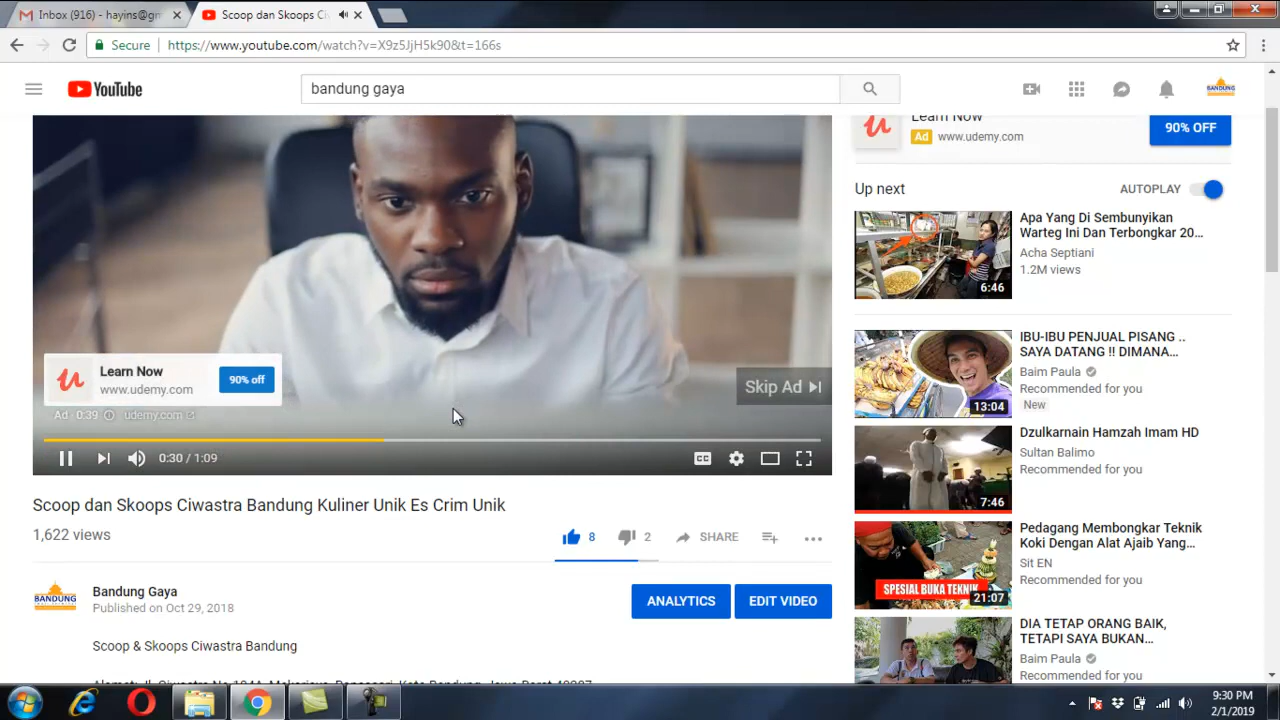 Inbox (916) - hayins@gm
Scoop dan Skoops Ci
Secure
https://www.youtube.com/watch?v=X9z5JjH5k90&t=166s
YouTube
bandung gaya
BANDUNG
Learn Now
Ad www.udemy.com
90% OFF
Learn Now
www.udemy.com
90% off
Skip Ad
Ad · 0:39
udemy.com
0:30 / 1:09
CC
Scoop dan Skoops Ciwastra Bandung Kuliner Unik Es Crim Unik
1,622 views
8
2
SHARE
BANDUNG
Bandung Gaya
Published on Oct 29, 2018
ANALYTICS
EDIT VIDEO
Scoop & Skoops Ciwastra Bandung
Up next
AUTOPLAY
Apa Yang Di Sembunyikan
Warteg Ini Dan Terbongkar 20...
Acha Septiani
1.2M views
6:46
IBU-IBU PENJUAL PISANG ..
SAYA DATANG !! DIMANA...
Baim Paula
Recommended for you
New
13:04
Dzulkarnain Hamzah Imam HD
Sultan Balimo
Recommended for you
7:46
Pedagang Membongkar Teknik
Koki Dengan Alat Ajaib Yang...
Sit EN
Recommended for you
SPESIAL BUKA TEKNIK
21:07
DIA TETAP ORANG BAIK,
TETAPI SAYA BUKAN...
Baim Paula
Recommended for you
9:30 PM
2/1/2019